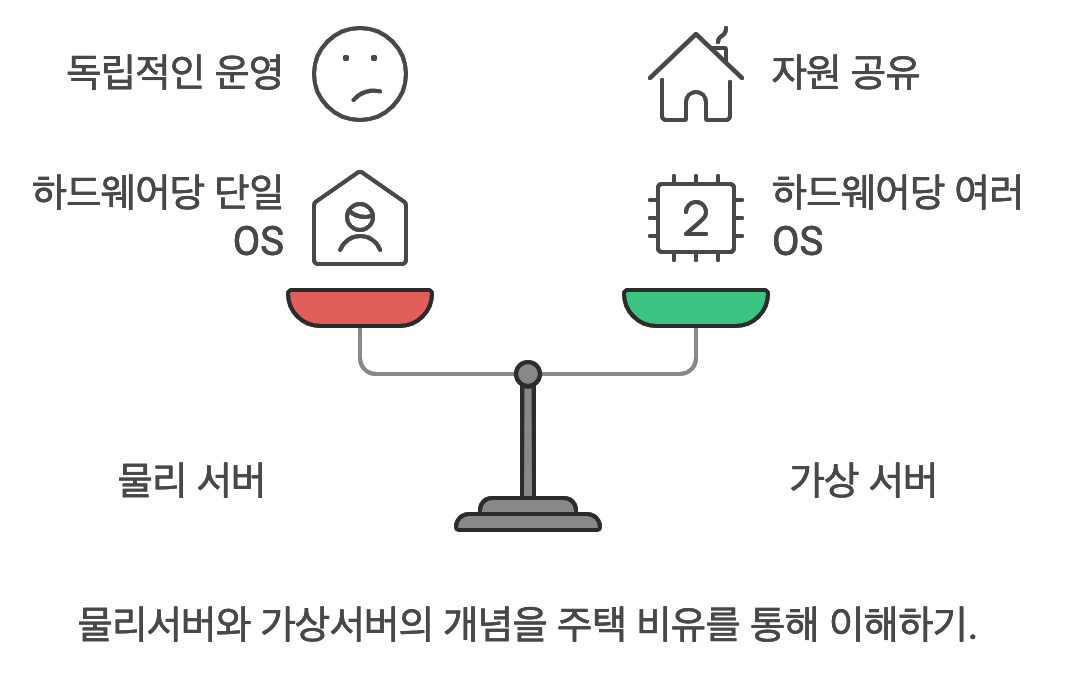 독립적인 운영
자원 공유
하드웨어당 단일
OS
하드웨어당 여러
OS
2
물리 서버
가상 서버
물리서버와 가상서버의 개념을 주택 비유를 통해 이해하기.